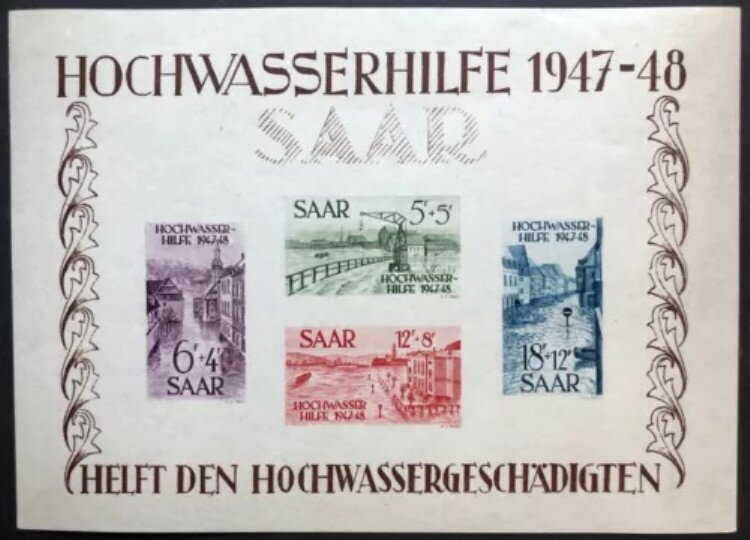 HOCHWASSERHILFE 1947-48
SAAR
HOCHWASSER-
HILFE 1947-48
6F+4F
SAAR
SAAR 5F+5F
HOCHWASSER-
HILFE 1947-48
SAAR 12F+8F
HOCHWASSER
HILFE 1947-48
HOCHWASSER-
HILFE 1947-48
18F+12F
SAAR
HELFT DEN HOCHWASSERGESCHÄDIGTEN